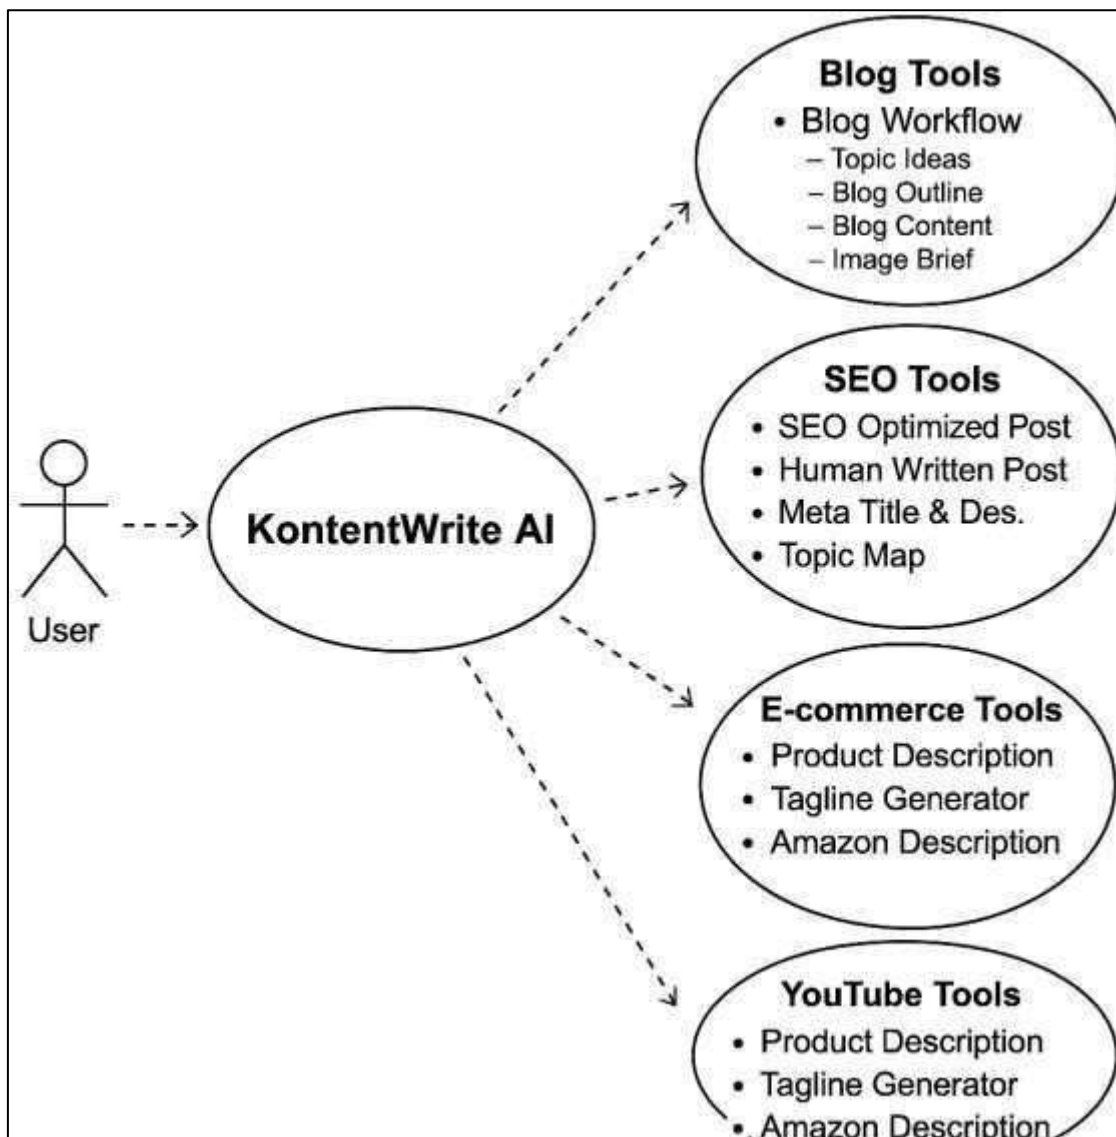 Blog Tools
• Blog Workflow
– Topic Ideas
– Blog Outline
– Blog Content
– Image Brief
SEO Tools
• SEO Optimized Post
• Human Written Post
• Meta Title & Des.
• Topic Map
KontentWrite AI
User
E-commerce Tools
• Product Description
• Tagline Generator
• Amazon Description
YouTube Tools
• Product Description
• Tagline Generator
• Amazon Description